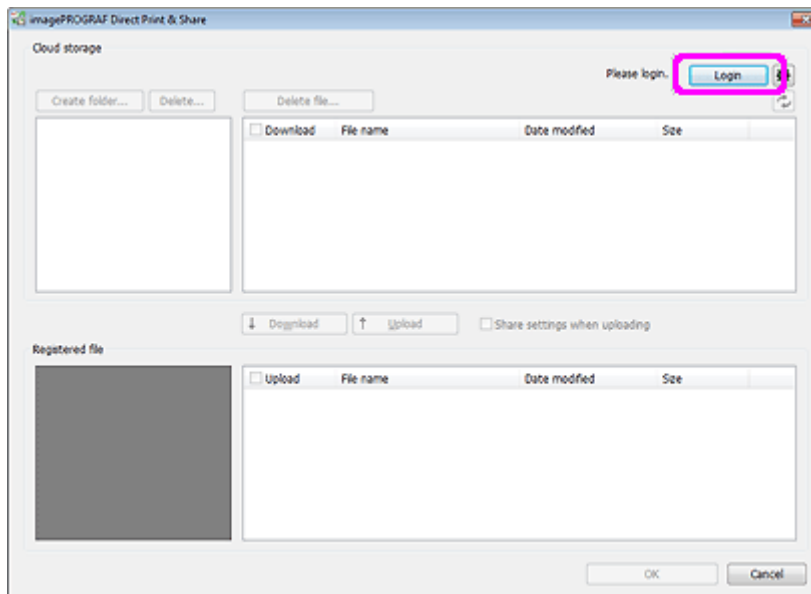 imagePROGRAF Direct Print & Share
Cloud storage
Please login. Login
Create folder... Delete... Delete file...
Download File name Date modified Size
↓ Download ↑ Upload Share settings when uploading
Registered file
Upload File name Date modified Size
OK Cancel